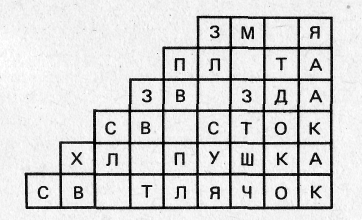 З М   Я
П Л   Т А
З В   З Д А
С В   С Т О К
Х Л   П У Ш К А
С В   Т Л Я Ч О К